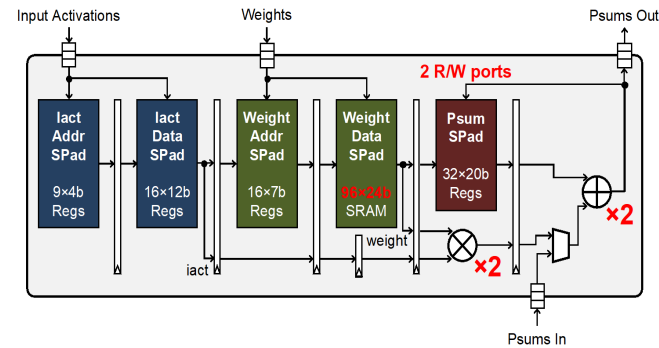 Input Activations
Weights
Psums Out
2 R/W ports
Iact
Addr
SPad
9×4b
Regs
Iact
Data
SPad
16×12b
Regs
Weight
Addr
SPad
16×7b
Regs
Weight
Data
SPad
96×24b
SRAM
Psum
SPad
32×20b
Regs
×2
weight
×2
iact
Psums In